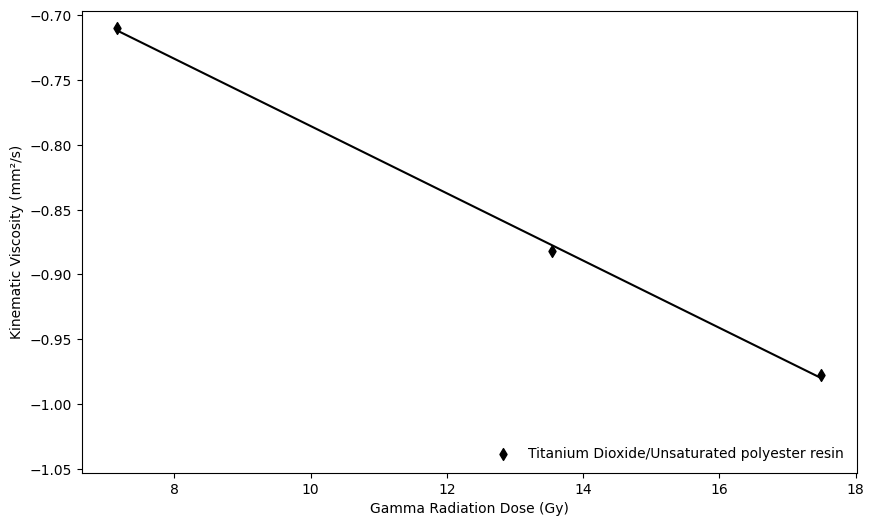 −0.70
−0.75
−0.80
−0.85
−0.90
−0.95
−1.00
−1.05
Kinematic Viscosity (mm²/s)
Titanium Dioxide/Unsaturated polyester resin
8 10 12 14 16 18
Gamma Radiation Dose (Gy)